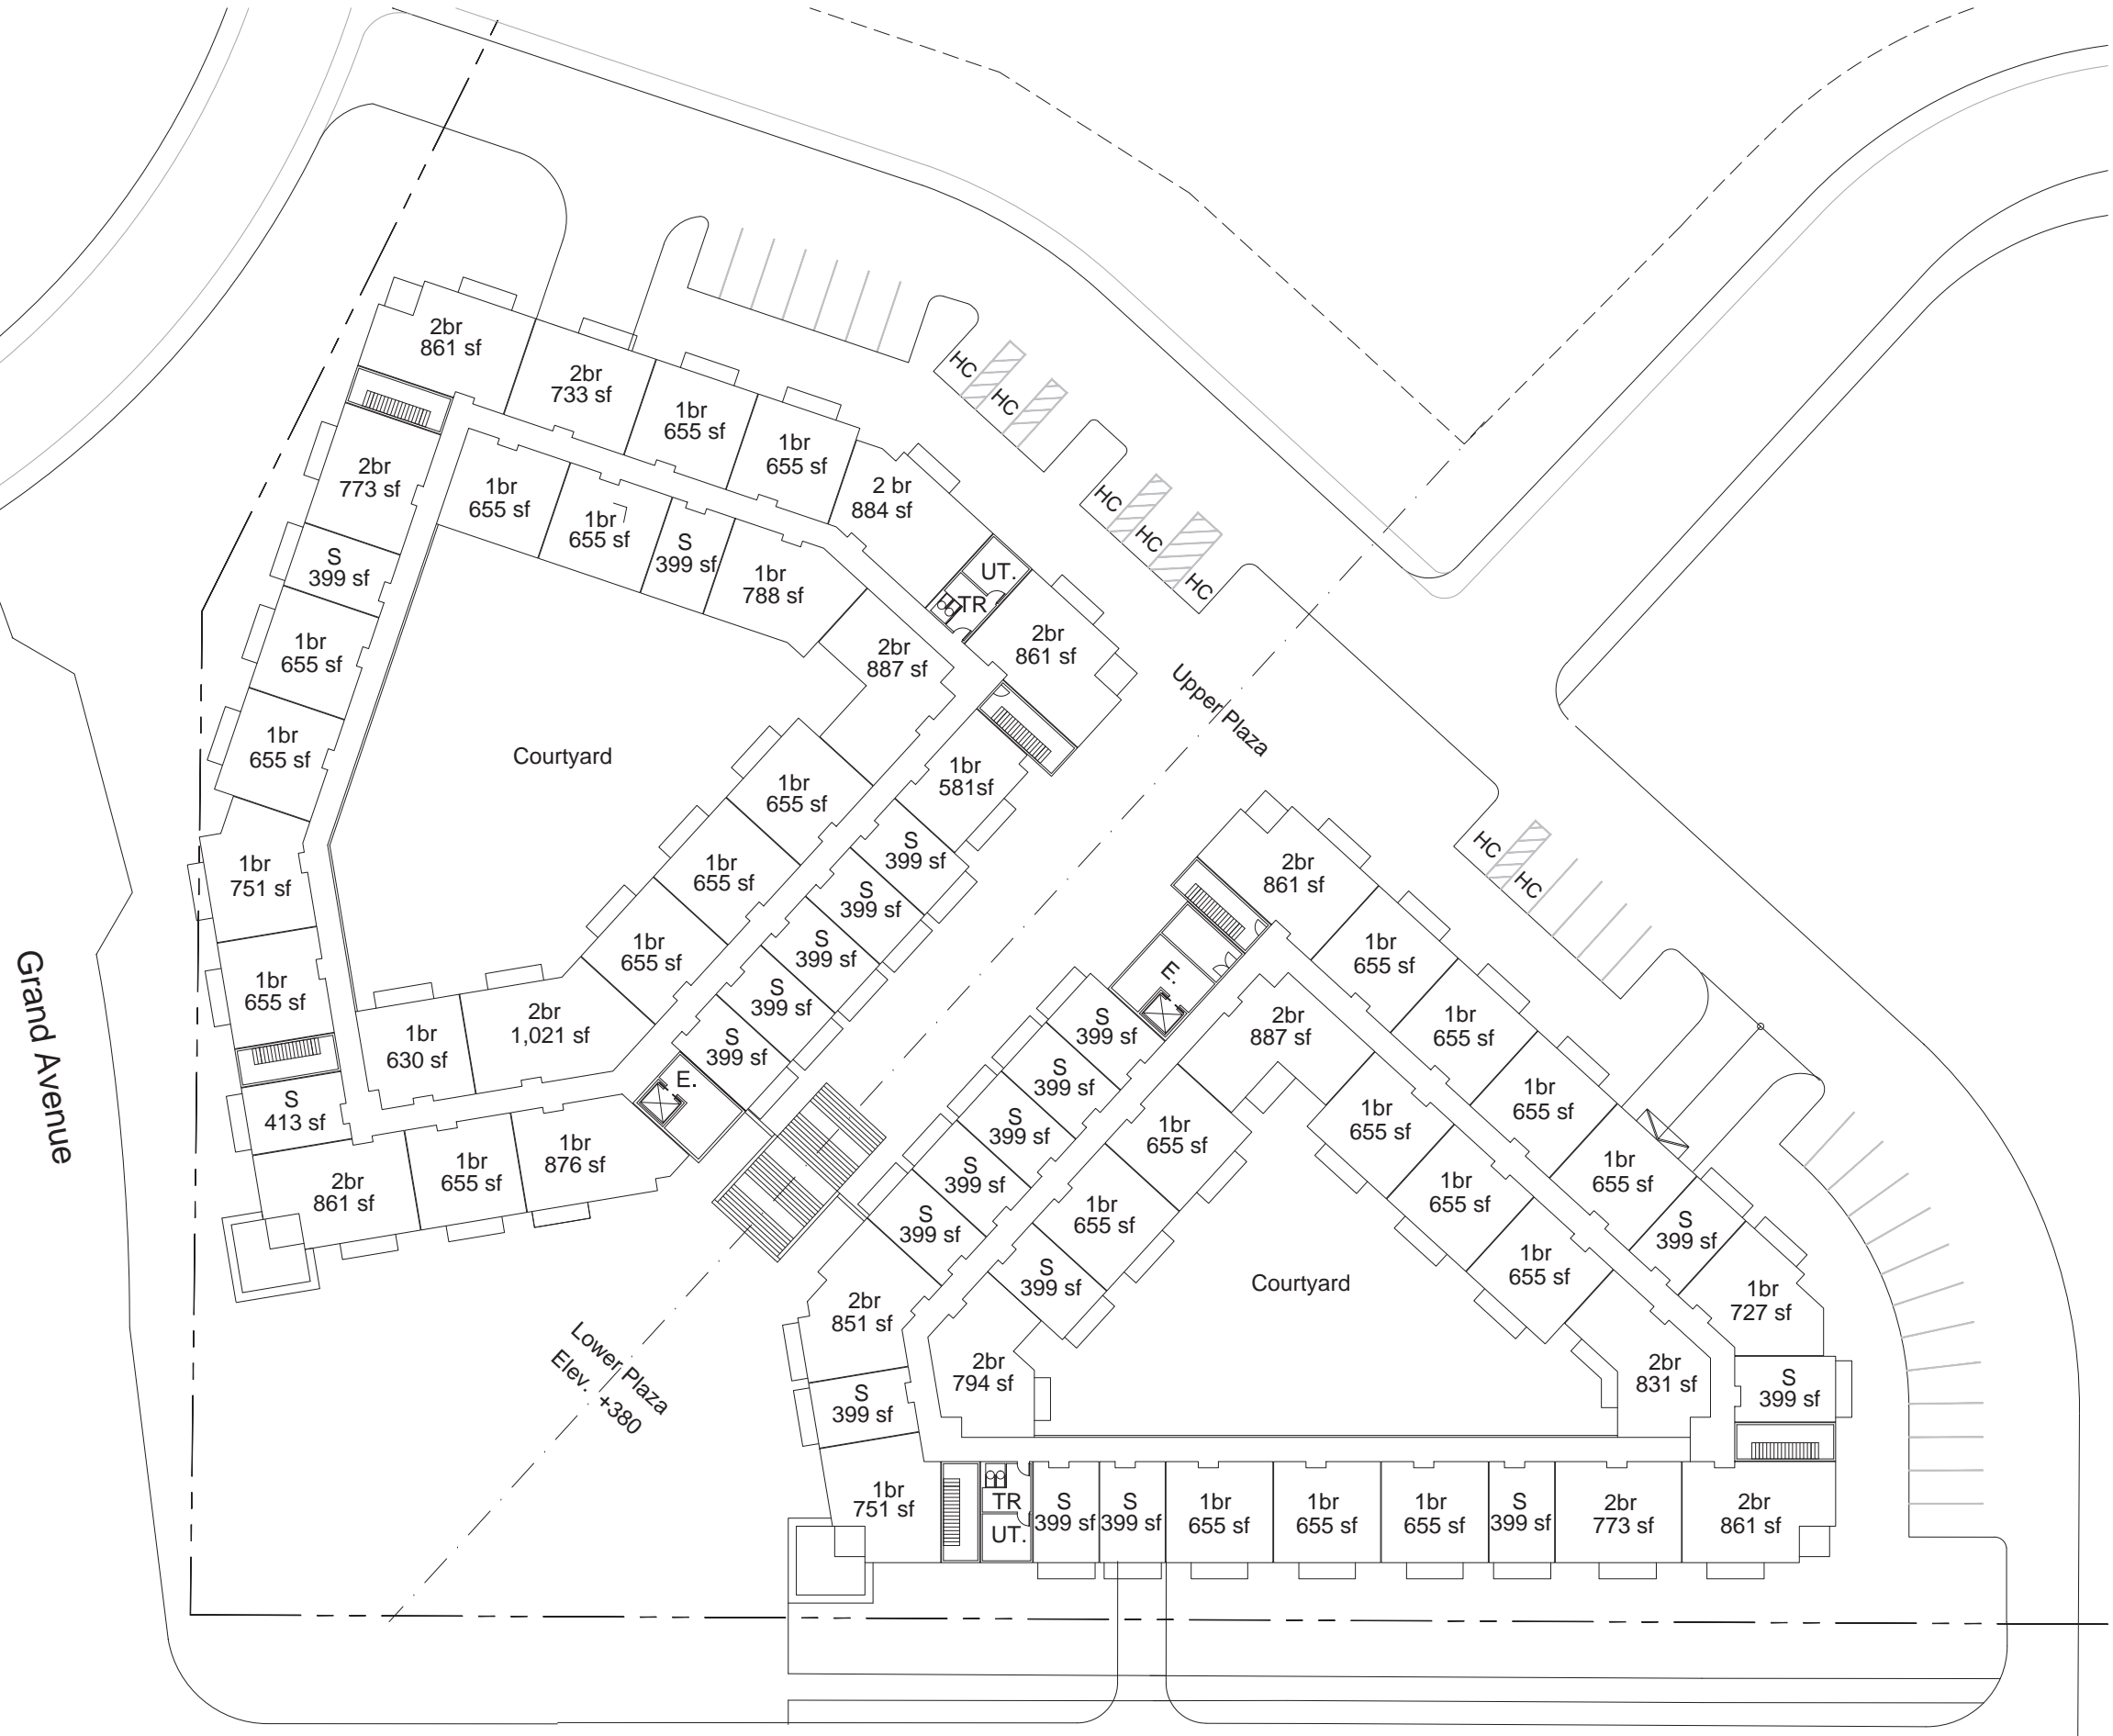 2br
861 sf
2br
733 sf
1br
655 sf
1br
655 sf
2 br
884 sf
UT.
TR
2br
861 sf
2br
773 sf
S
399 sf
1br
655 sf
1br
655 sf
1br
751 sf
1br
655 sf
S
413 sf
2br
861 sf
1br
655 sf
1br
876 sf
E.
1br
655 sf
1br
655 sf
S
399 sf
1br
788 sf
2br
887 sf
Courtyard
1br
655 sf
1br
655 sf
1br
655 sf
2br
1,021 sf
1br
630 sf
1br
581sf
S
399 sf
S
399 sf
S
399 sf
S
399 sf
S
399 sf
HC
HC
HC
HC
HC
Upper Plaza
HC
HC
Grand Avenue
Lower Plaza
Elev. +380
2br
861 sf
E.
1br
655 sf
1br
655 sf
1br
655 sf
1br
655 sf
S
399 sf
1br
727 sf
S
399 sf
2br
887 sf
1br
655 sf
1br
655 sf
1br
655 sf
2br
831 sf
S
399 sf
S
399 sf
S
399 sf
S
399 sf
S
399 sf
1br
655 sf
1br
655 sf
S
399 sf
2br
794 sf
Courtyard
2br
851 sf
S
399 sf
1br
751 sf
TR
UT.
S
399 sf
S
399 sf
1br
655 sf
1br
655 sf
1br
655 sf
S
399 sf
2br
773 sf
2br
861 sf